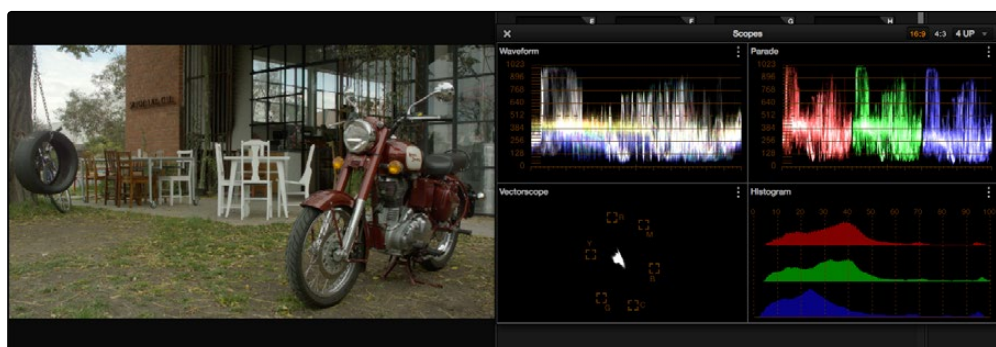 E F G H
Scopes 16:9 4:3 4 UP
Waveform
1023
896
768
640
512
384
256
128
0
Parade
1023
896
768
640
512
384
256
128
0
Vectorscope
R
M
Y
B
G
C
Histogram
0 10 20 30 40 50 60 70 80 90 100